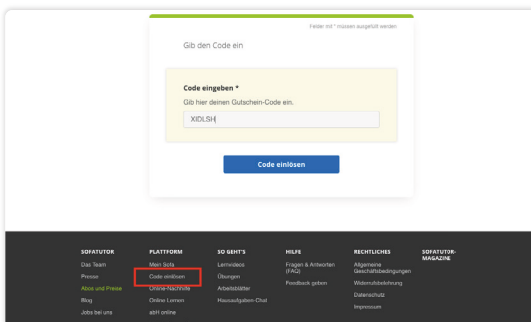 Felder mit * müssen ausgefüllt werden
Gib den Code ein
Code eingeben *
Gib hier deinen Gutschein-Code ein.
XIDLSH
Code einlösen
SOFATUTOR
Das Team
Presse
Abos und Preise
Blog
Jobs bei uns
PLATTFORM
Mein Sofa
Code einlösen
Online-Nachhilfe
Online Lernen
abH online
SO GEHT'S
Lernvideos
Übungen
Arbeitsblätter
Hausaufgaben-Chat
HILFE
Fragen & Antworten
(FAQ)
Feedback geben
RECHTLICHES
Allgemeine
Geschäftsbedingungen
Widerrufsbelehrung
Datenschutz
Impressum
SOFATUTOR-
MAGAZINE